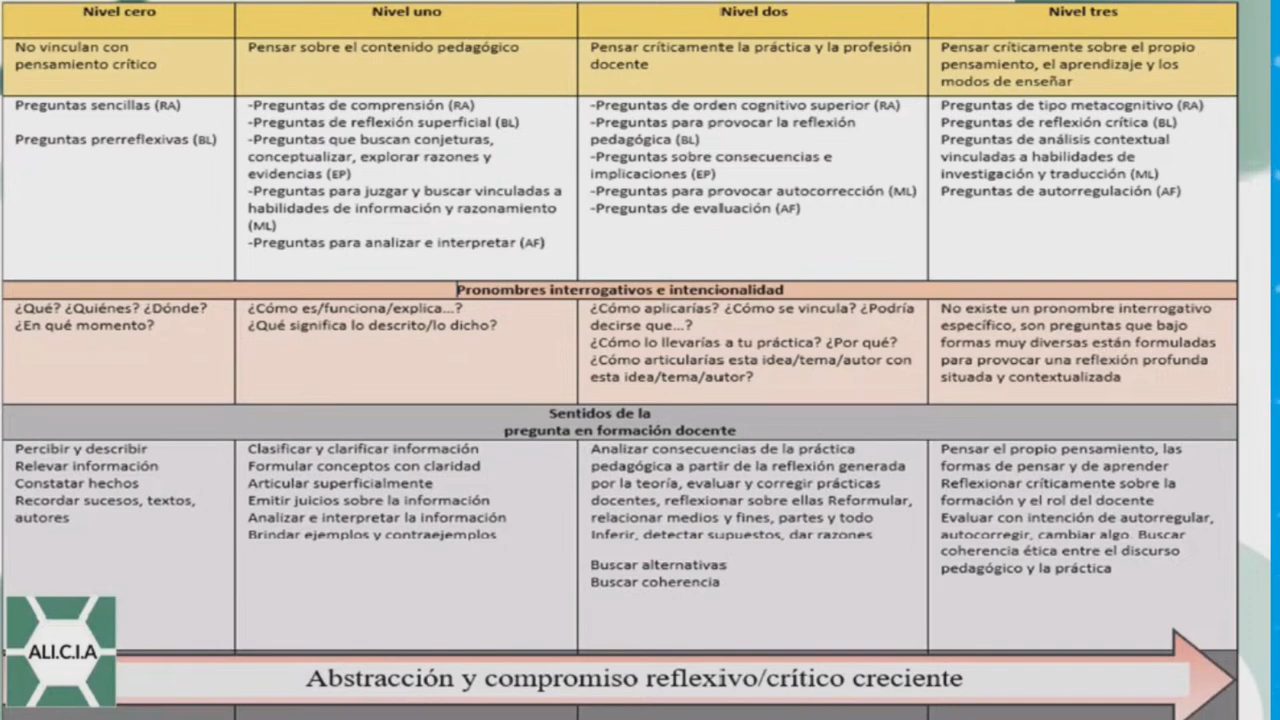 Nivel cero
Nivel uno
Nivel dos
Nivel tres
No vinculan con
pensamiento crítico
Pensar sobre el contenido pedagógico
Pensar críticamente la práctica y la profesión
docente
Pensar críticamente sobre el propio
pensamiento, el aprendizaje y los
modos de enseñar
Preguntas sencillas (RA)
Preguntas prerreflexivas (BL)
-Preguntas de comprensión (RA)
-Preguntas de reflexión superficial (BL)
-Preguntas que buscan conjeturas,
conceptualizar, explorar razones y
evidencias (EP)
-Preguntas para juzgar y buscar vinculadas a
habilidades de información y razonamiento
(ML)
-Preguntas para analizar e interpretar (AF)
-Preguntas de orden cognitivo superior (RA)
-Preguntas para provocar la reflexión
pedagógica (BL)
-Preguntas sobre consecuencias e
implicaciones (EP)
-Preguntas para provocar autocorrección (ML)
-Preguntas de evaluación (AF)
Preguntas de tipo metacognitivo (RA)
Preguntas de reflexión crítica (BL)
Preguntas de análisis contextual
vinculadas a habilidades de
investigación y traducción (ML)
Preguntas de autorregulación (AF)
Pronombres interrogativos e intencionalidad
¿Qué? ¿Quiénes? ¿Dónde?
¿En qué momento?
¿Cómo es/funciona/explica...?
¿Qué significa lo descrito/lo dicho?
¿Cómo aplicarías? ¿Cómo se vincula? ¿Podría
decirse que...?
¿Cómo lo llevarías a tu práctica? ¿Por qué?
¿Cómo articularías esta idea/tema/autor con
esta idea/tema/autor?
No existe un pronombre interrogativo
específico, son preguntas que bajo
formas muy diversas están formuladas
para provocar una reflexión profunda
situada y contextualizada
Sentidos de la
pregunta en formación docente
Percibir y describir
Relevar información
Constatar hechos
Recordar sucesos, textos,
autores
Clasificar y clarificar información
Formular conceptos con claridad
Articular superficialmente
Emitir juicios sobre la información
Analizar e interpretar la información
Brindar ejemplos y contraejemplos
Analizar consecuencias de la práctica
pedagógica a partir de la reflexión generada
por la teoría, evaluar y corregir prácticas
docentes, reflexionar sobre ellas Reformular,
relacionar medios y fines, partes y todo
Inferir, detectar supuestos, dar razones
Buscar alternativas
Buscar coherencia
Pensar el propio pensamiento, las
formas de pensar y de aprender
Reflexionar críticamente sobre la
formación y el rol del docente
Evaluar con intención de autorregular,
autocorregir, cambiar algo. Buscar
coherencia ética entre el discurso
pedagógico y la práctica
ALI.C.I.A
Abstracción y compromiso reflexivo/crítico creciente